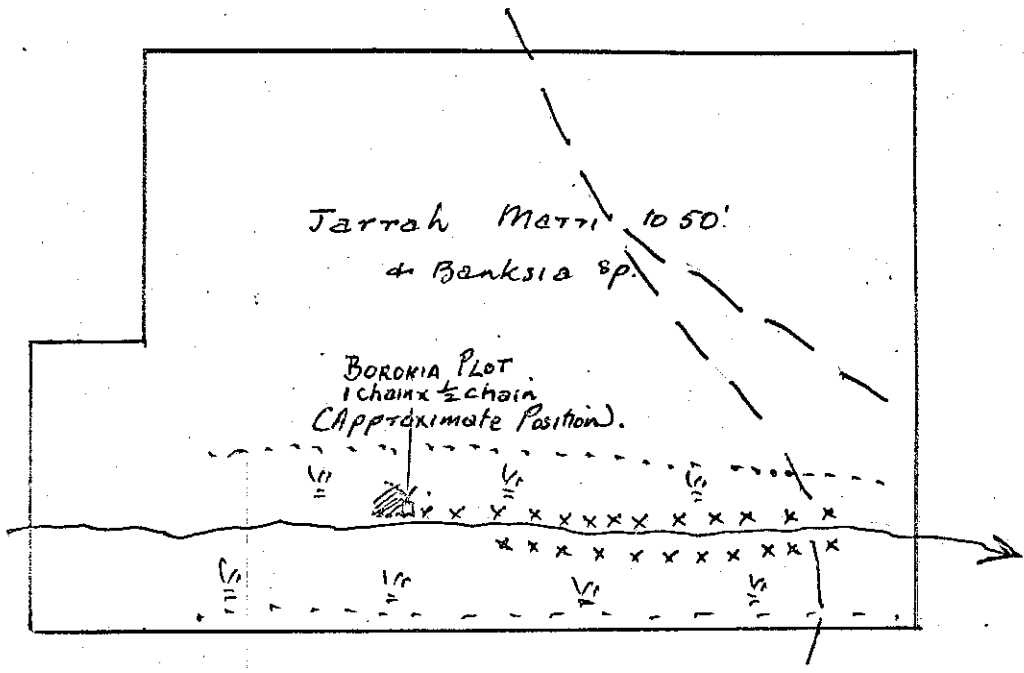 Jarrah Marri to 50'
& Banksia sp.
BORONIA PLOT
1 chain x ½ chain
(Approximate Position).